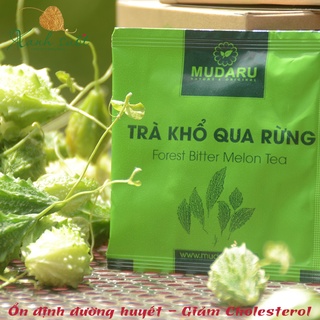 MUDARU
TRÀ KHỔ QUA RỪNG
Forest Bitter Melon Tea
Ổn định đường huyết - Giảm Cholesterol